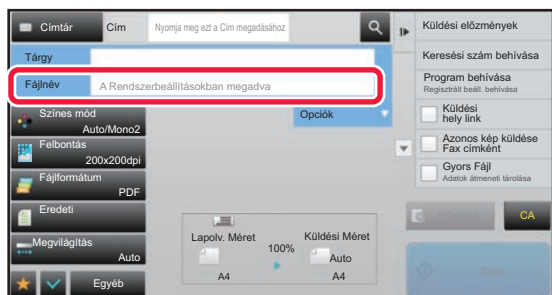 Címtár
Cím
Nyomja meg ezt a Cím megadásához
Tárgy
Fájlnév
A Rendszerbeállításokban megadva
Színes mód
Auto/Mono2
Opciók
Felbontás
200x200dpi
Fájlformátum
PDF
Eredeti
Megvilágítás
Auto
Egyéb
Lapolv. Méret
A4
100%
Küldési Méret
Auto
A4
Küldési előzmények
Keresési szám behívása
Program behívása
Regisztrált beáll. behívása
Küldési
hely link
Azonos kép küldése
Fax címként
Gyors Fájl
Adatok átmeneti tárolása
CA
Start